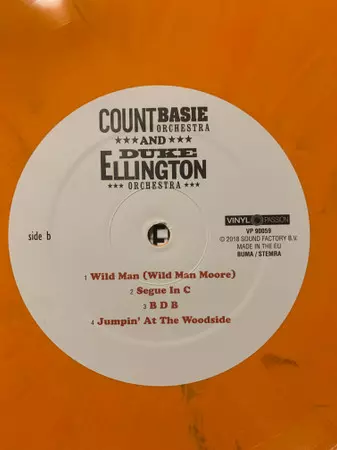 COUNT BASIE
ORCHESTRA
★★★ AND ★★★
DUKE
ELLINGTON
★★★ ORCHESTRA ★★★
side b
VINYL PASSION
VP 90059
© 2018 SOUND FACTORY B.V.
MADE IN THE EU
BUMA / STEMRA
1 Wild Man (Wild Man Moore)
2 Segue In C
3 B D B
4 Jumpin' At The Woodside